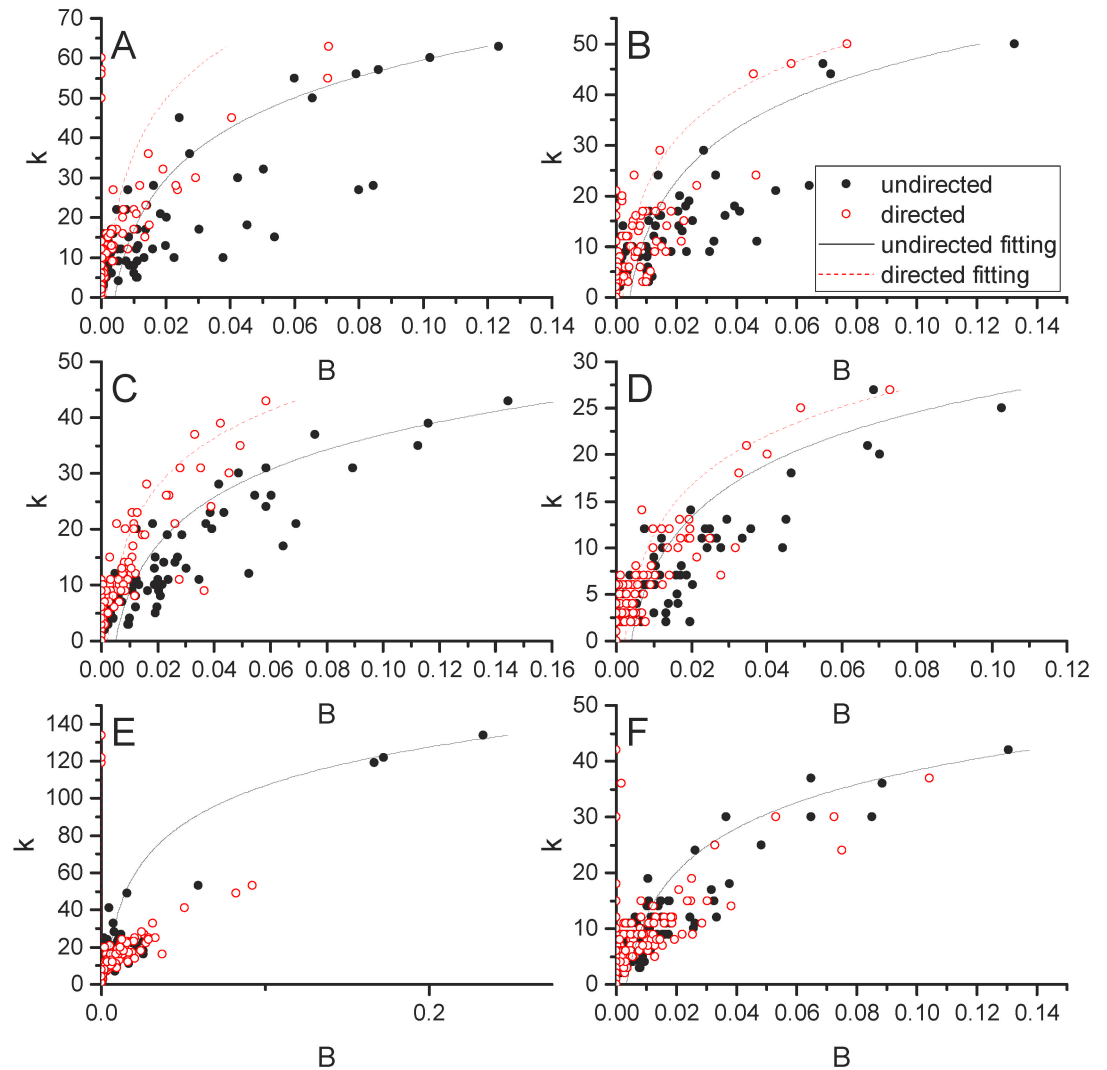 A
70
60
50
40
30
20
10
0
k
0.00 0.02 0.04 0.06 0.08 0.10 0.12 0.14
B
B
50
40
30
20
10
0
k
0.00 0.02 0.04 0.06 0.08 0.10 0.12 0.14
B
undirected
directed
undirected fitting
directed fitting
C
50
40
30
20
10
0
k
0.00 0.02 0.04 0.06 0.08 0.10 0.12 0.14 0.16
B
D
30
25
20
15
10
5
0
k
0.00 0.02 0.04 0.06 0.08 0.10 0.12
B
E
140
120
100
80
60
40
20
0
k
0.0 0.2
B
F
50
40
30
20
10
0
k
0.00 0.02 0.04 0.06 0.08 0.10 0.12 0.14
B